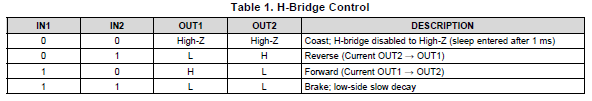 Table 1. H-Bridge Control
IN1 IN2 OUT1 OUT2 DESCRIPTION
0 0 High-Z High-Z Coast; H-bridge disabled to High-Z (sleep entered after 1 ms)
0 1 L H Reverse (Current OUT2 → OUT1)
1 0 H L Forward (Current OUT1 → OUT2)
1 1 L L Brake; low-side slow decay